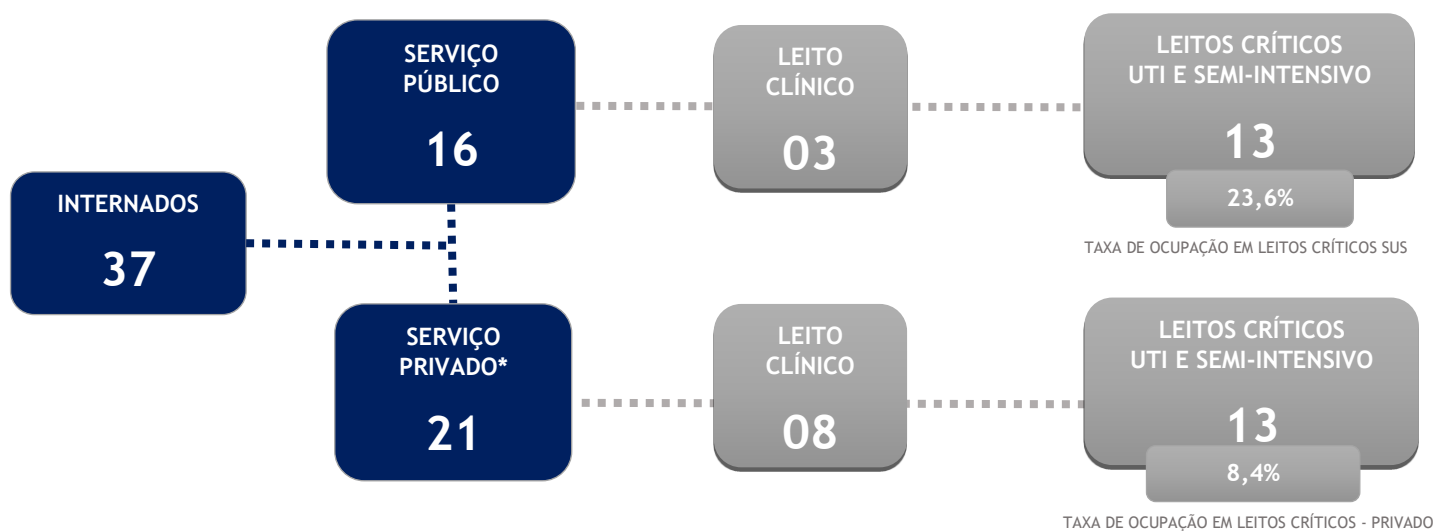 INTERNADOS
37
SERVIÇO
PÚBLICO
16
LEITO
CLÍNICO
03
LEITOS CRÍTICOS
UTI E SEMI-INTENSIVO
13
23,6%
TAXA DE OCUPAÇÃO EM LEITOS CRÍTICOS SUS
SERVIÇO
PRIVADO*
21
LEITO
CLÍNICO
08
LEITOS CRÍTICOS
UTI E SEMI-INTENSIVO
13
8,4%
TAXA DE OCUPAÇÃO EM LEITOS CRÍTICOS - PRIVADO